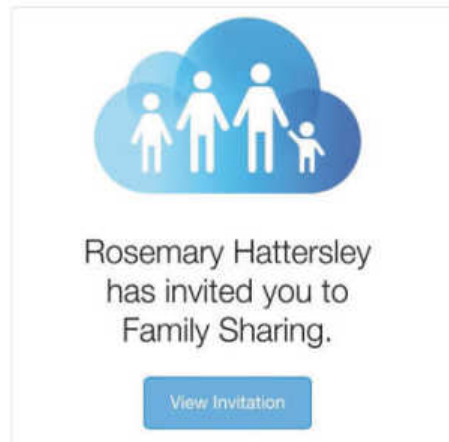 Rosemary Hattersley
has invited you to
Family Sharing.
View Invitation